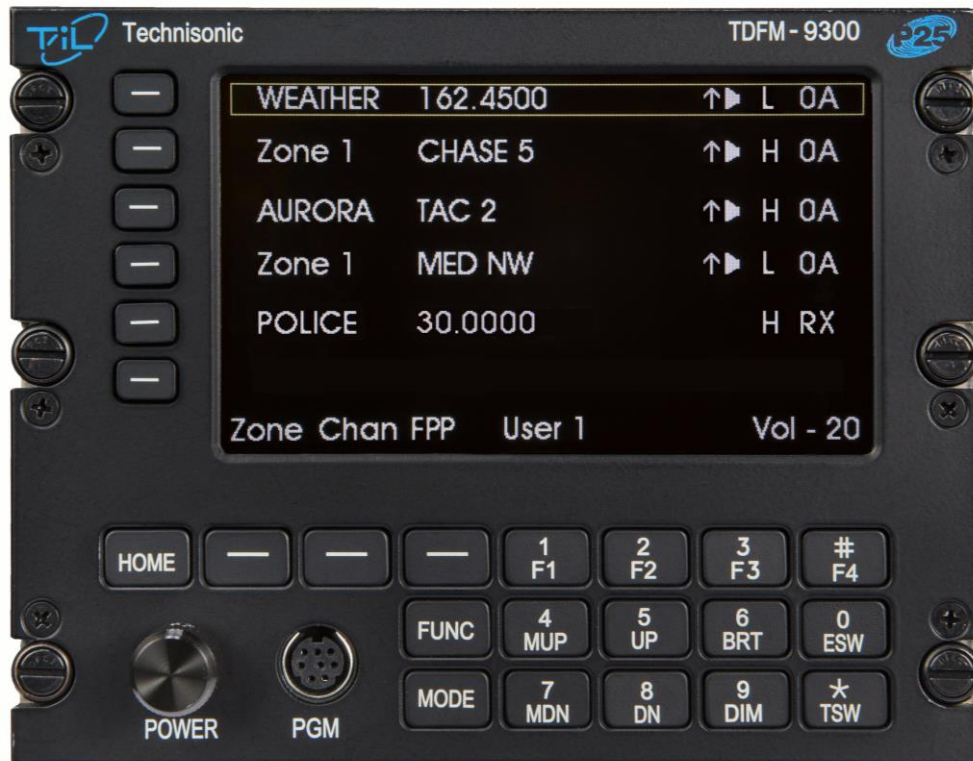 TiL Technisonic TDFM - 9300 P25
WEATHER 162.4500 L 0A
Zone 1 CHASE 5 H 0A
AURORA TAC 2 H 0A
Zone 1 MED NW L 0A
POLICE 30.0000 H RX
Zone Chan FPP User 1 Vol - 20
HOME 1 2 3 #
F1 F2 F3 F4
FUNC 4 5 6 0
MUP UP BRT ESW
MODE 7 8 9 *
MDN DN DIM TSW
POWER PGM